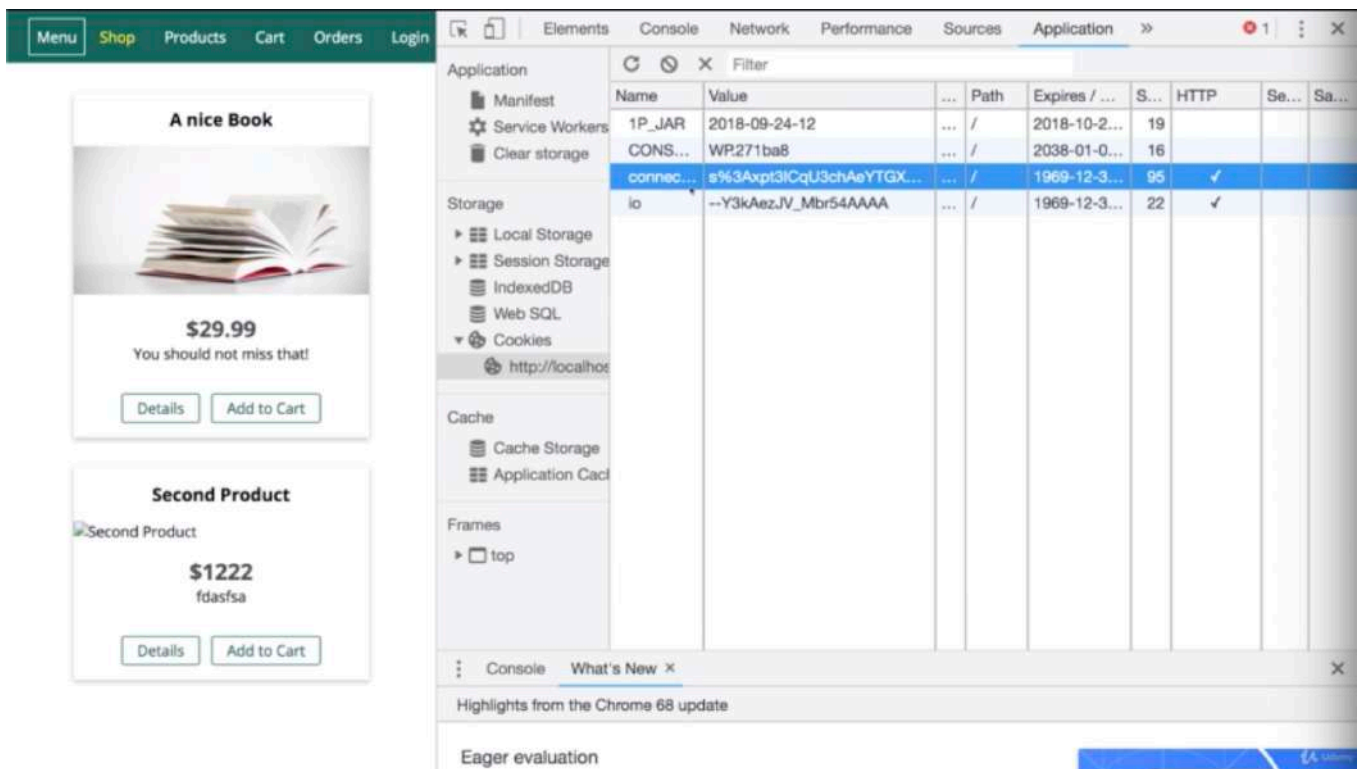 Menu Shop Products Cart Orders Login
A nice Book
$29.99
You should not miss that!
Details Add to Cart
Second Product
Second Product
$1222
fdasfsa
Details Add to Cart
Elements Console Network Performance Sources Application » 1
Application
Manifest
Service Workers
Clear storage
Storage
Local Storage
Session Storage
IndexedDB
Web SQL
Cookies
http://localhos
Cache
Cache Storage
Application Cacl
Frames
top
Filter
Name Value ... Path Expires / ... S... HTTP Se... Sa...
1P_JAR 2018-09-24-12 ... / 2018-10-2... 19
CONS... WP.271ba8 ... / 2038-01-0... 16 
connec... s%3Axpt3lCqU3chAeYTGX... ... / 1969-12-3... 95 ✓
io --Y3kAezJV_Mbr54AAAA ... / 1969-12-3... 22 ✓
Console What's New ×
Highlights from the Chrome 68 update
Eager evaluation